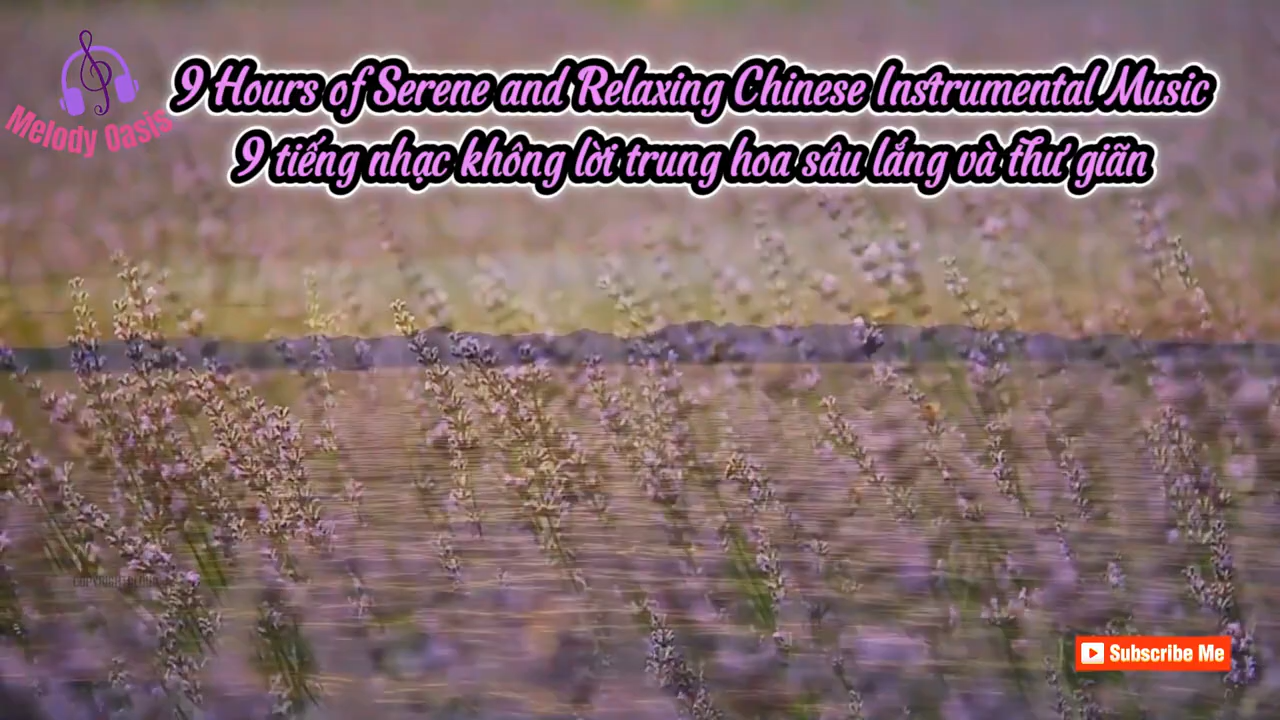 Melody Oasis
9 Hours of Serene and Relaxing Chinese Instrumental Music
9 tiếng nhạc không lời trung hoa sâu lắng và thư giãn
Subscribe Me